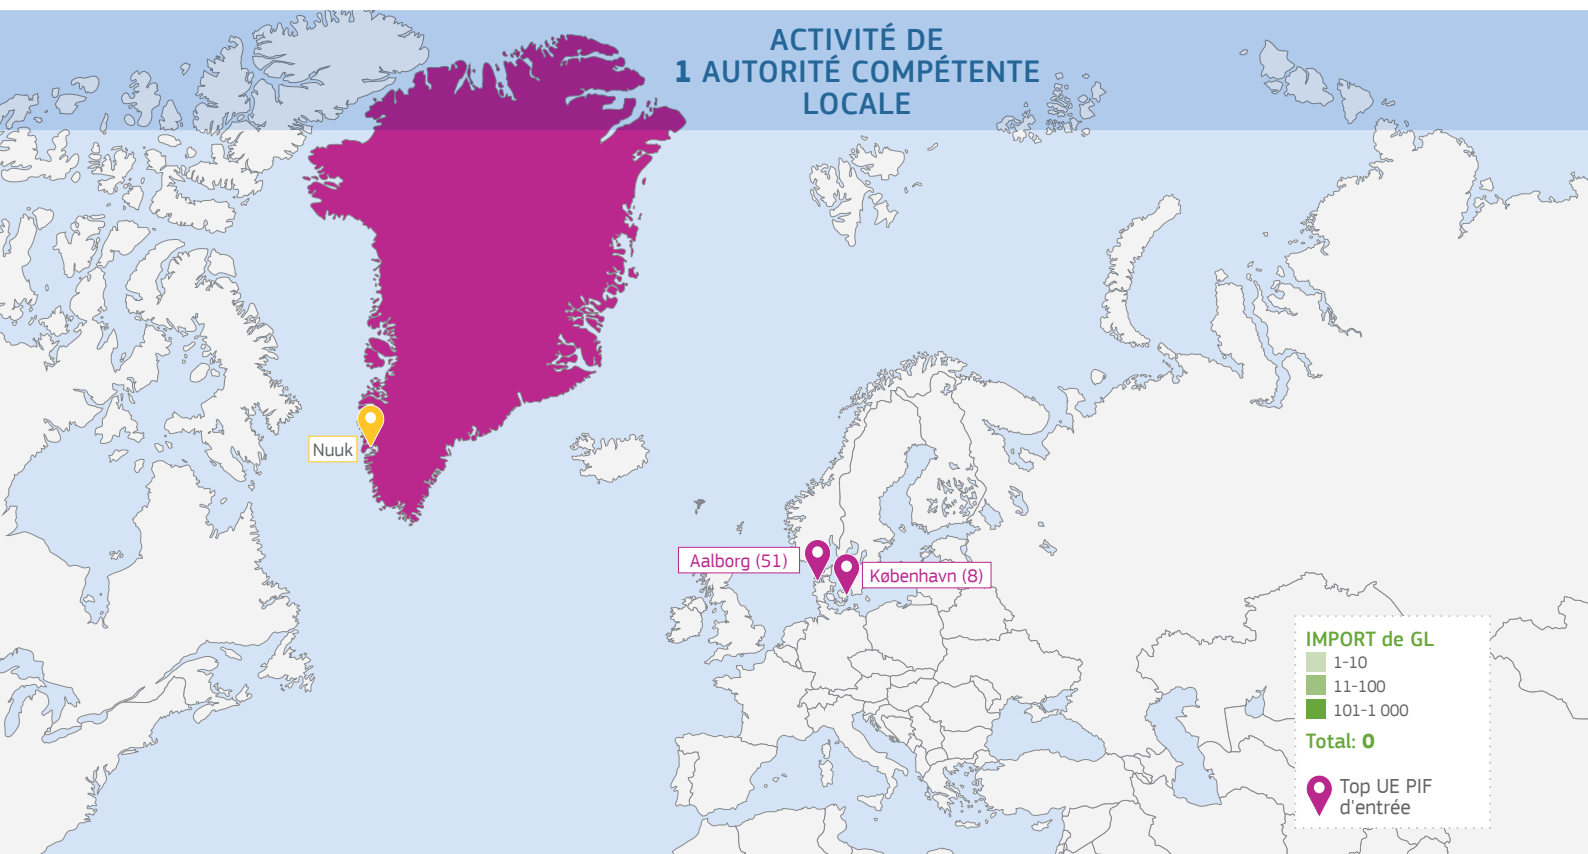 ACTIVITÉ DE
1 AUTORITÉ COMPÉTENTE
LOCALE
Nuuk
Aalborg (51)
København (8)
IMPORT de GL
1-10
11-100
101-1 000
Total: 0
Top UE PIF
d'entrée